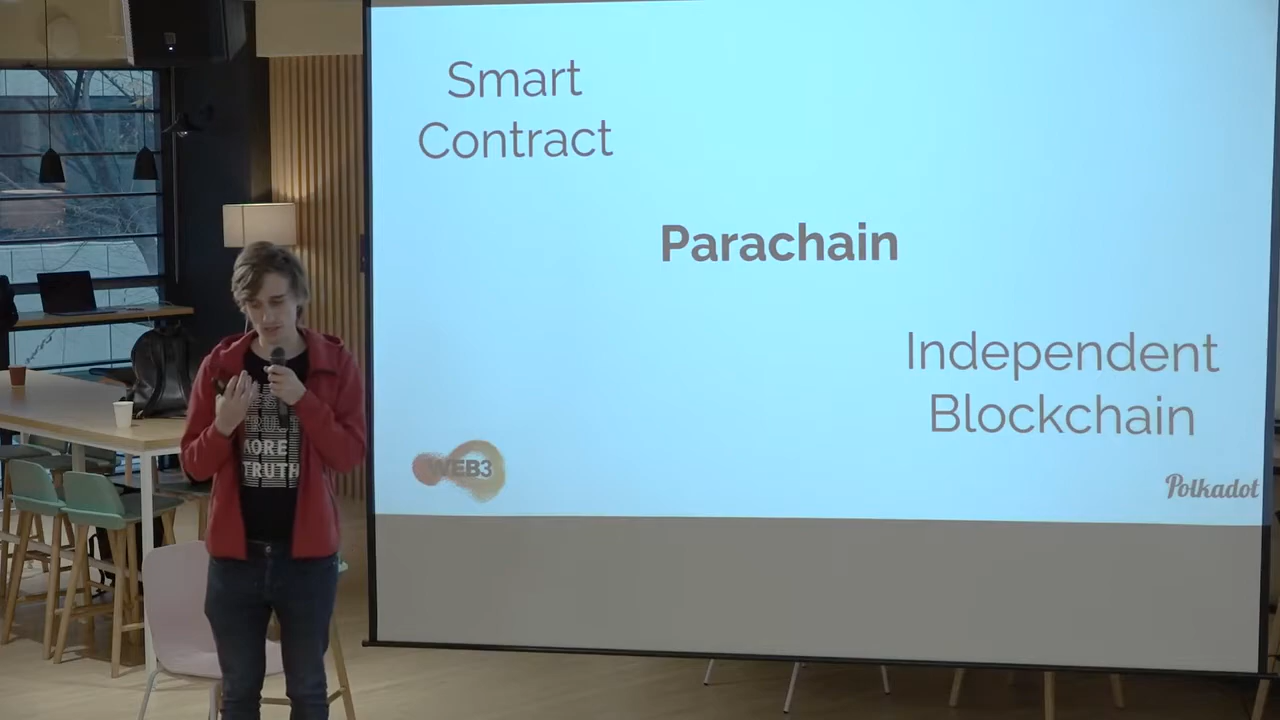 Smart
Contract
Parachain
Independent
Blockchain
WEB3
Polkadot
MORE
TRUTH